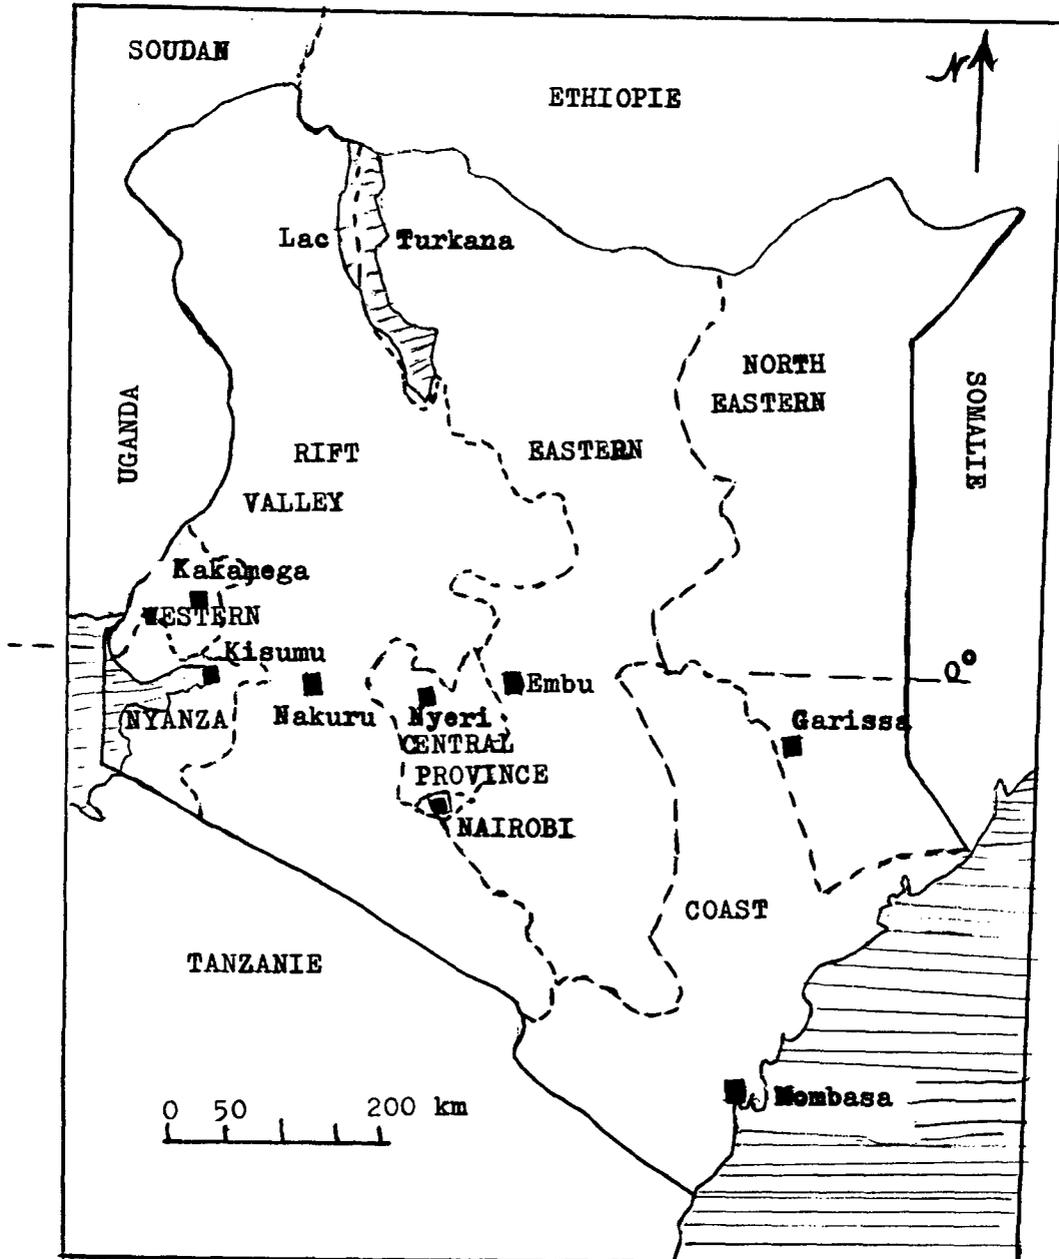 SOUDAN
ETHIOPIE
N
Lac Turkana
NORTH
EASTERN
SOMALIE
UGANDA
RIFT
VALLEY
EASTERN
Kakamega
WESTERN
Kisumu
0°
Embu
NYANZA
Nakuru
Nyeri
Garissa
CENTRAL
PROVINCE
NAIROBI
COAST
TANZANIE
0 50 200 km
Mombasa